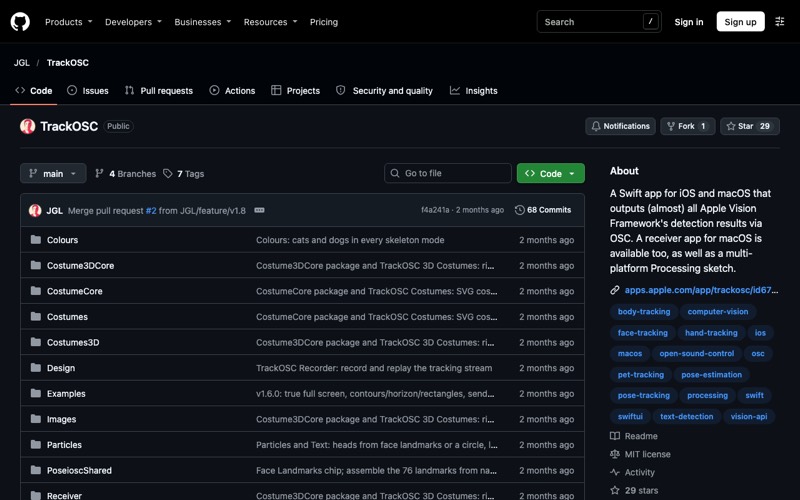 Products Developers Businesses Resources Pricing Search / Sign in Sign up
JGL / TrackOSC
Code Issues Pull requests Actions Projects Security and quality Insights
TrackOSC Public Notifications Fork 1 Star 29
main 4 Branches 7 Tags Go to file Code
JGL Merge pull request #2 from JGL/feature/v1.8 f4a241a · 2 months ago 68 Commits
Colours Colours: cats and dogs in every skeleton mode 2 months ago
Costume3DCore Costume3DCore package and TrackOSC 3D Costumes: ri... 2 months ago
CostumeCore CostumeCore package and TrackOSC Costumes: SVG cos... 2 months ago
Costumes CostumeCore package and TrackOSC Costumes: SVG cos... 2 months ago
Costumes3D Costume3DCore package and TrackOSC 3D Costumes: ri... 2 months ago
Design TrackOSC Recorder: record and replay the tracking stream 2 months ago
Examples v1.6.0: true full screen, contours/horizon/rectangles, send... 2 months ago
Images Costume3DCore package and TrackOSC 3D Costumes: ri... 2 months ago
Particles Particles and Text: heads from face landmarks or a circle, l... 2 months ago
PoseioscShared Face Landmarks chip; assemble the 76 landmarks from na... 2 months ago
Receiver Costume3DCore package and TrackOSC 3D Costumes: ri... 2 months ago
About
A Swift app for iOS and macOS that
outputs (almost) all Apple Vision
Framework's detection results via
OSC. A receiver app for macOS is
available too, as well as a multi-
platform Processing sketch.
apps.apple.com/app/trackosc/id67...
body-tracking computer-vision
face-tracking hand-tracking ios
macos open-sound-control osc
pet-tracking pose-estimation
pose-tracking processing swift
swiftui text-detection vision-api
Readme
MIT license
Activity
29 stars